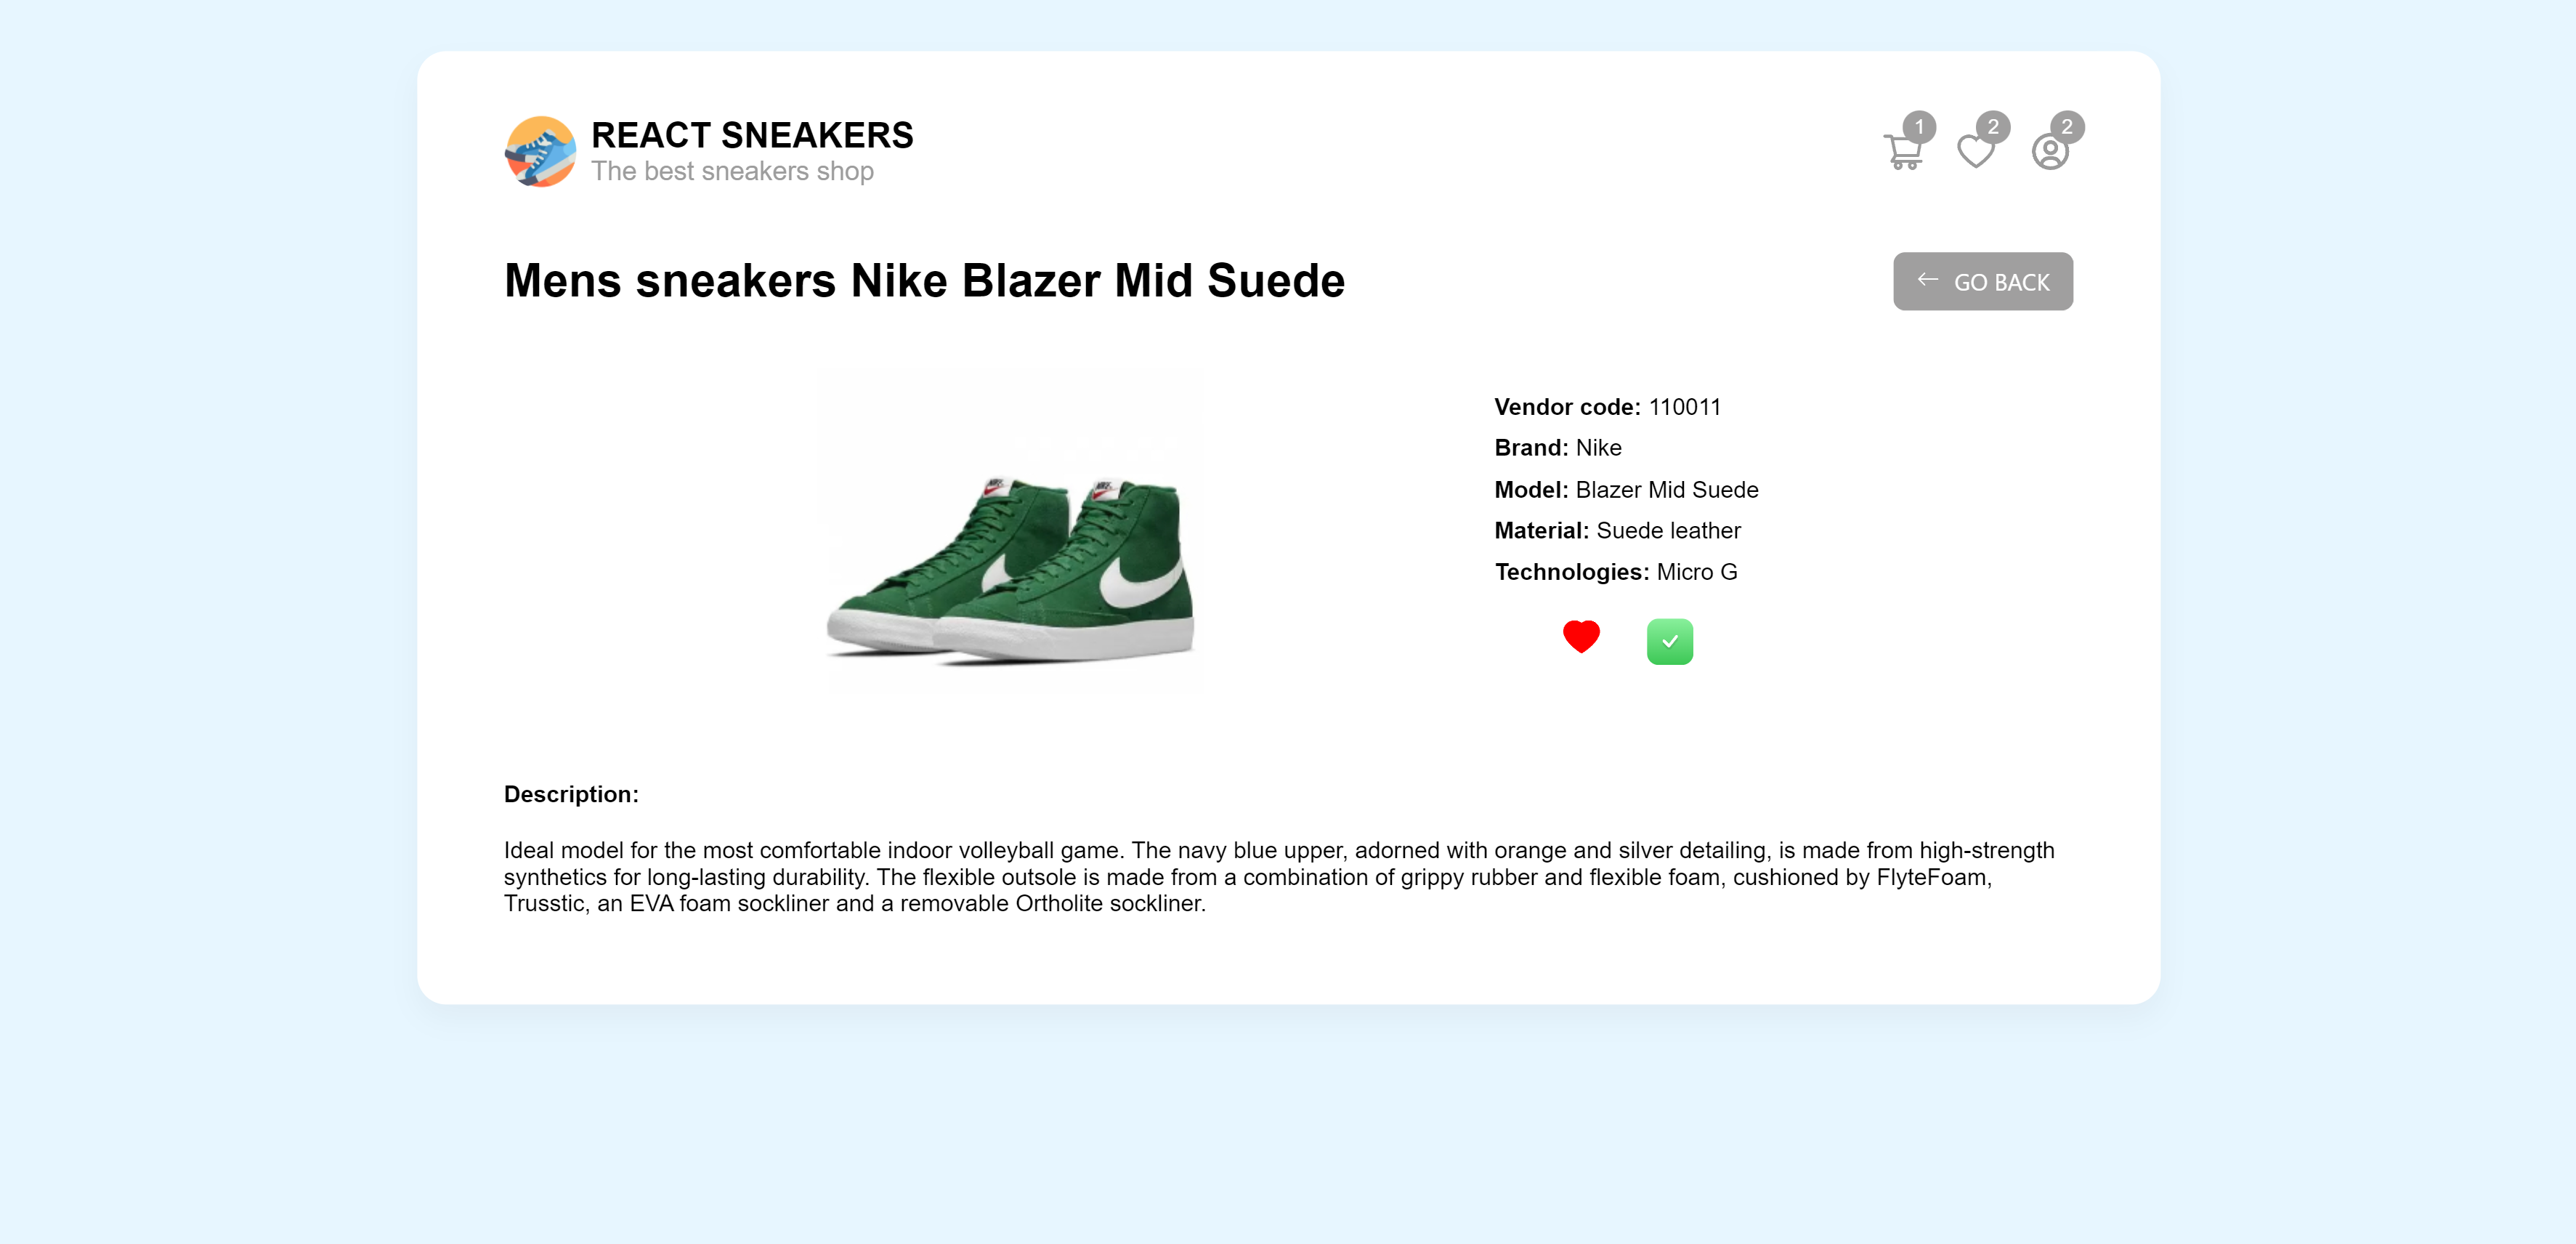 REACT SNEAKERS
The best sneakers shop
1
2
2
Mens sneakers Nike Blazer Mid Suede
GO BACK
Vendor code: 110011
Brand: Nike
Model: Blazer Mid Suede
Material: Suede leather
Technologies: Micro G
NIKE
NIKE
Description:
Ideal model for the most comfortable indoor volleyball game. The navy blue upper, adorned with orange and silver detailing, is made from high-strength
synthetics for long-lasting durability. The flexible outsole is made from a combination of grippy rubber and flexible foam, cushioned by FlyteFoam,
Trusstic, an EVA foam sockliner and a removable Ortholite sockliner.